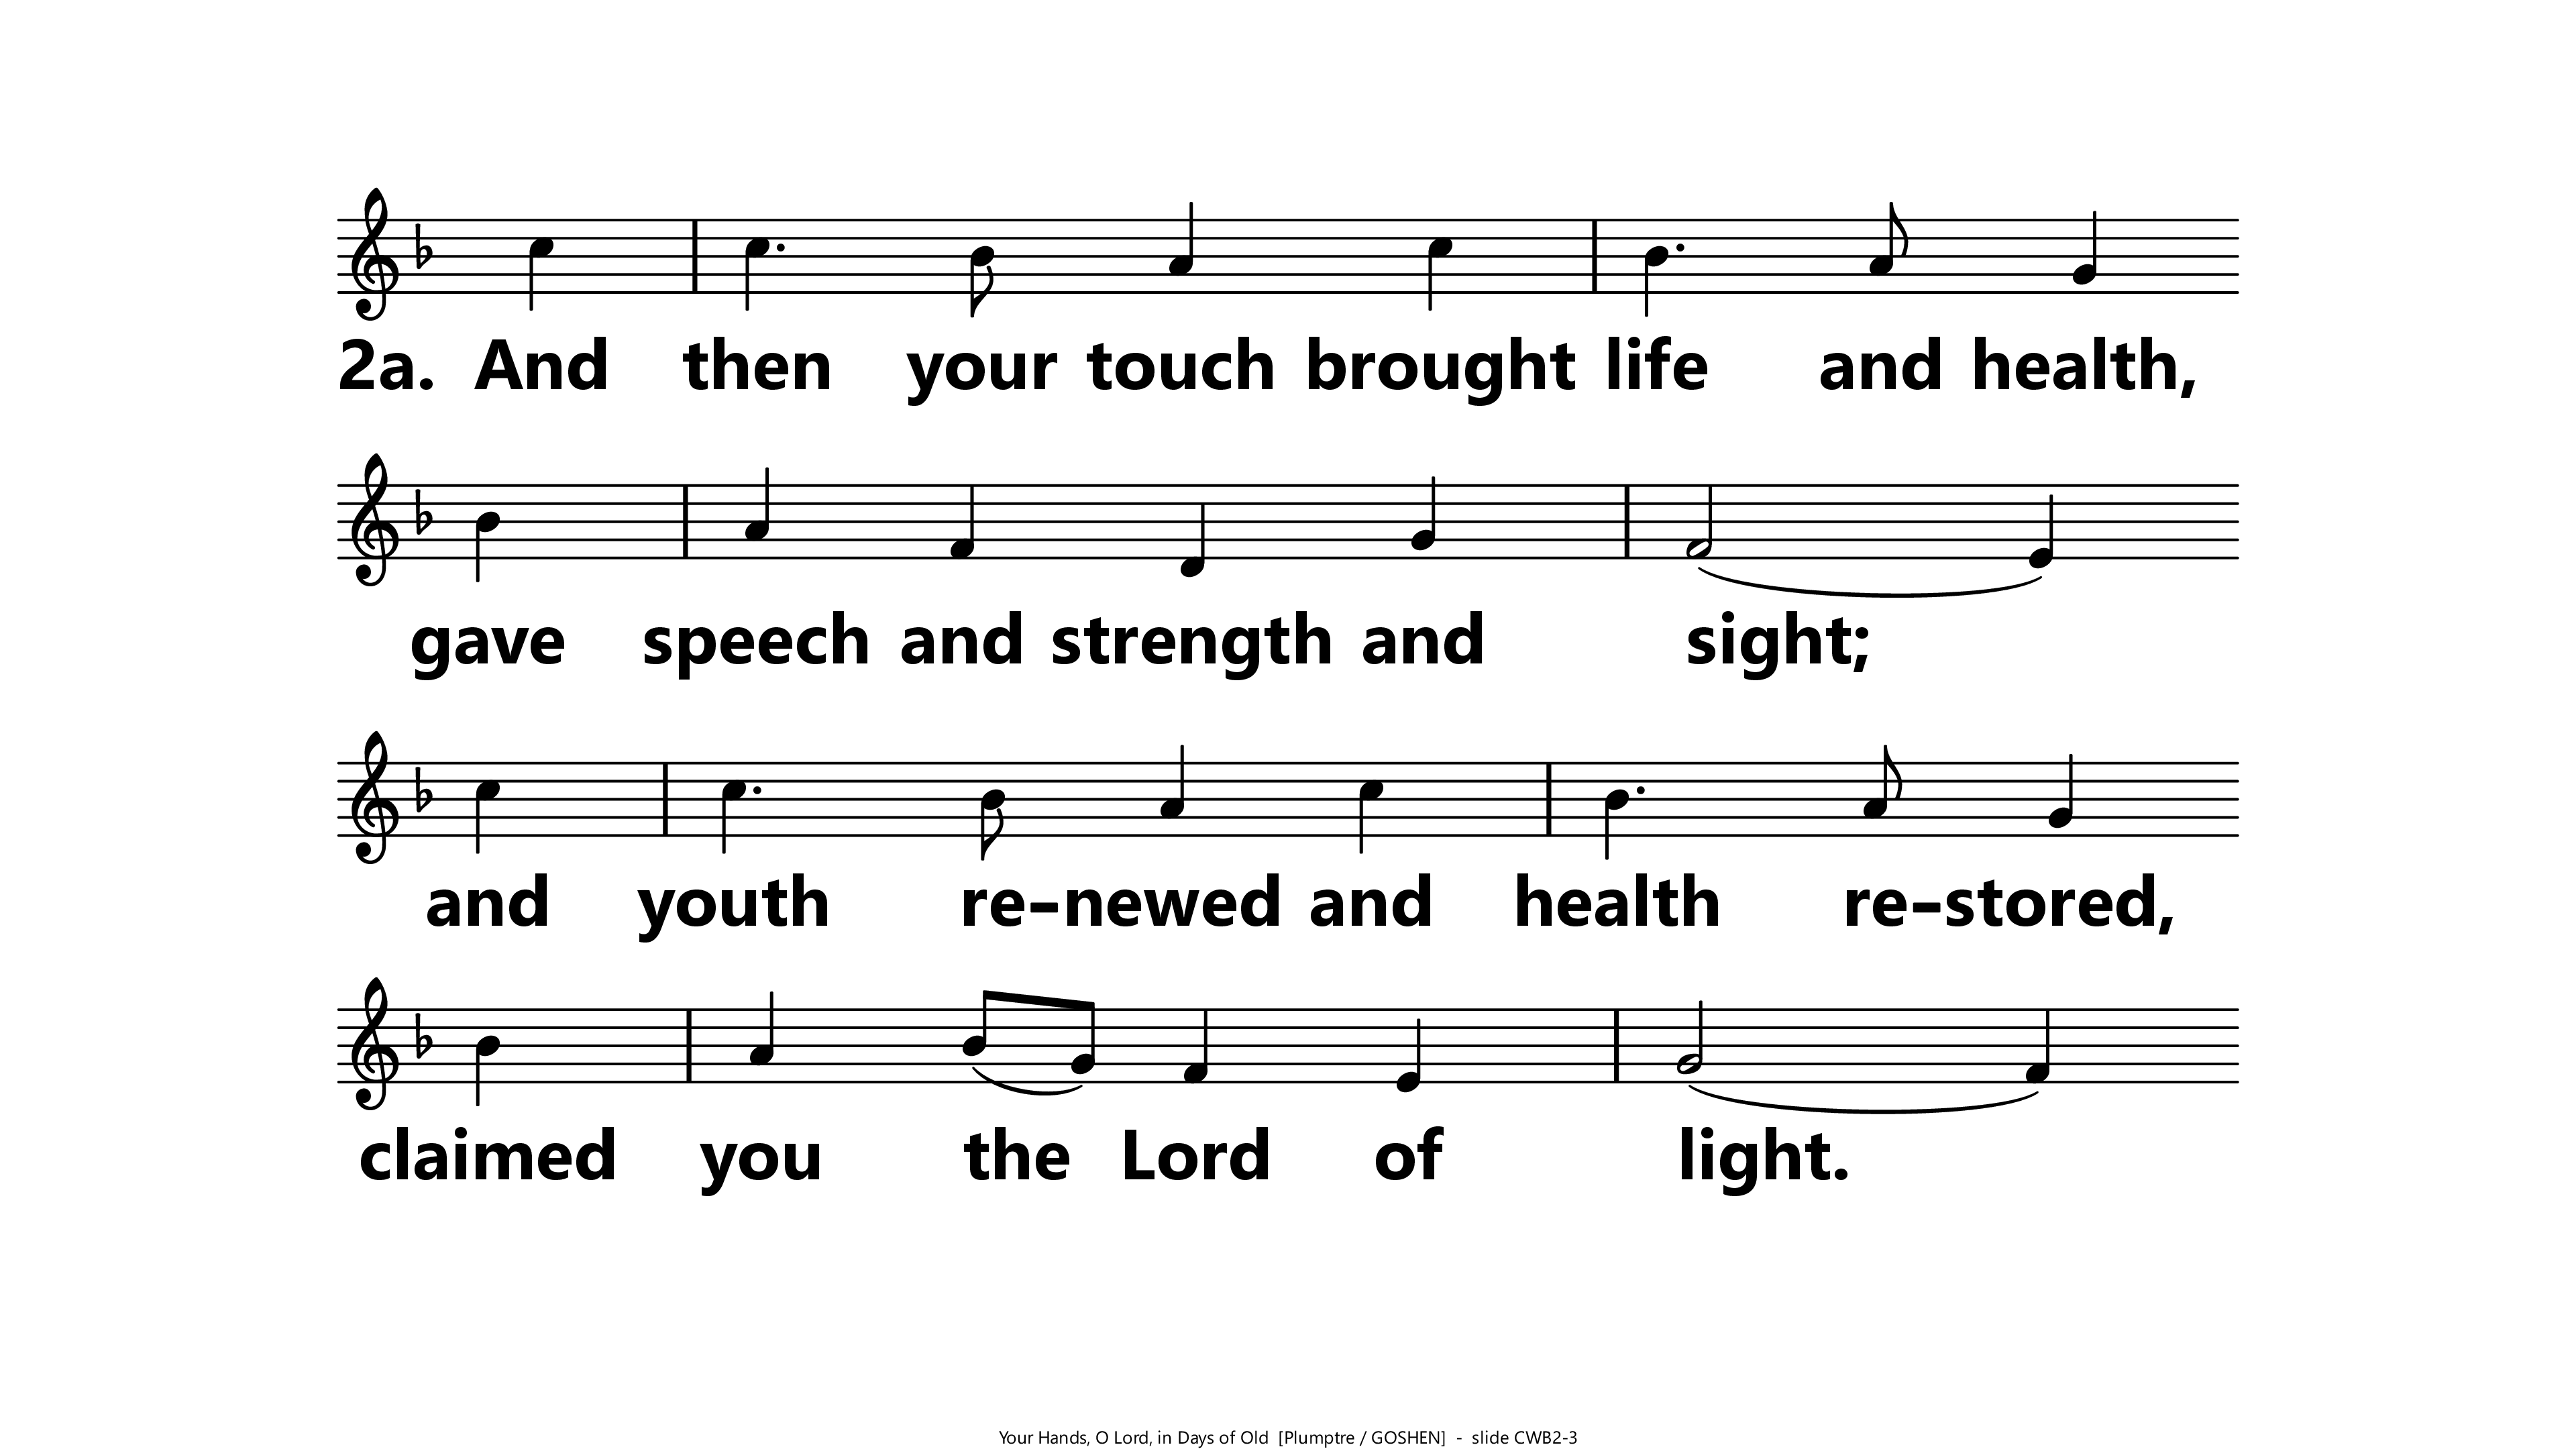 2a. And then your touch brought life and health,
gave speech and strength and sight;
and youth re-newed and health re-stored,
claimed you the Lord of light.
Your Hands, O Lord, in Days of Old [Plumptre / GOSHEN] - slide CWB2-3